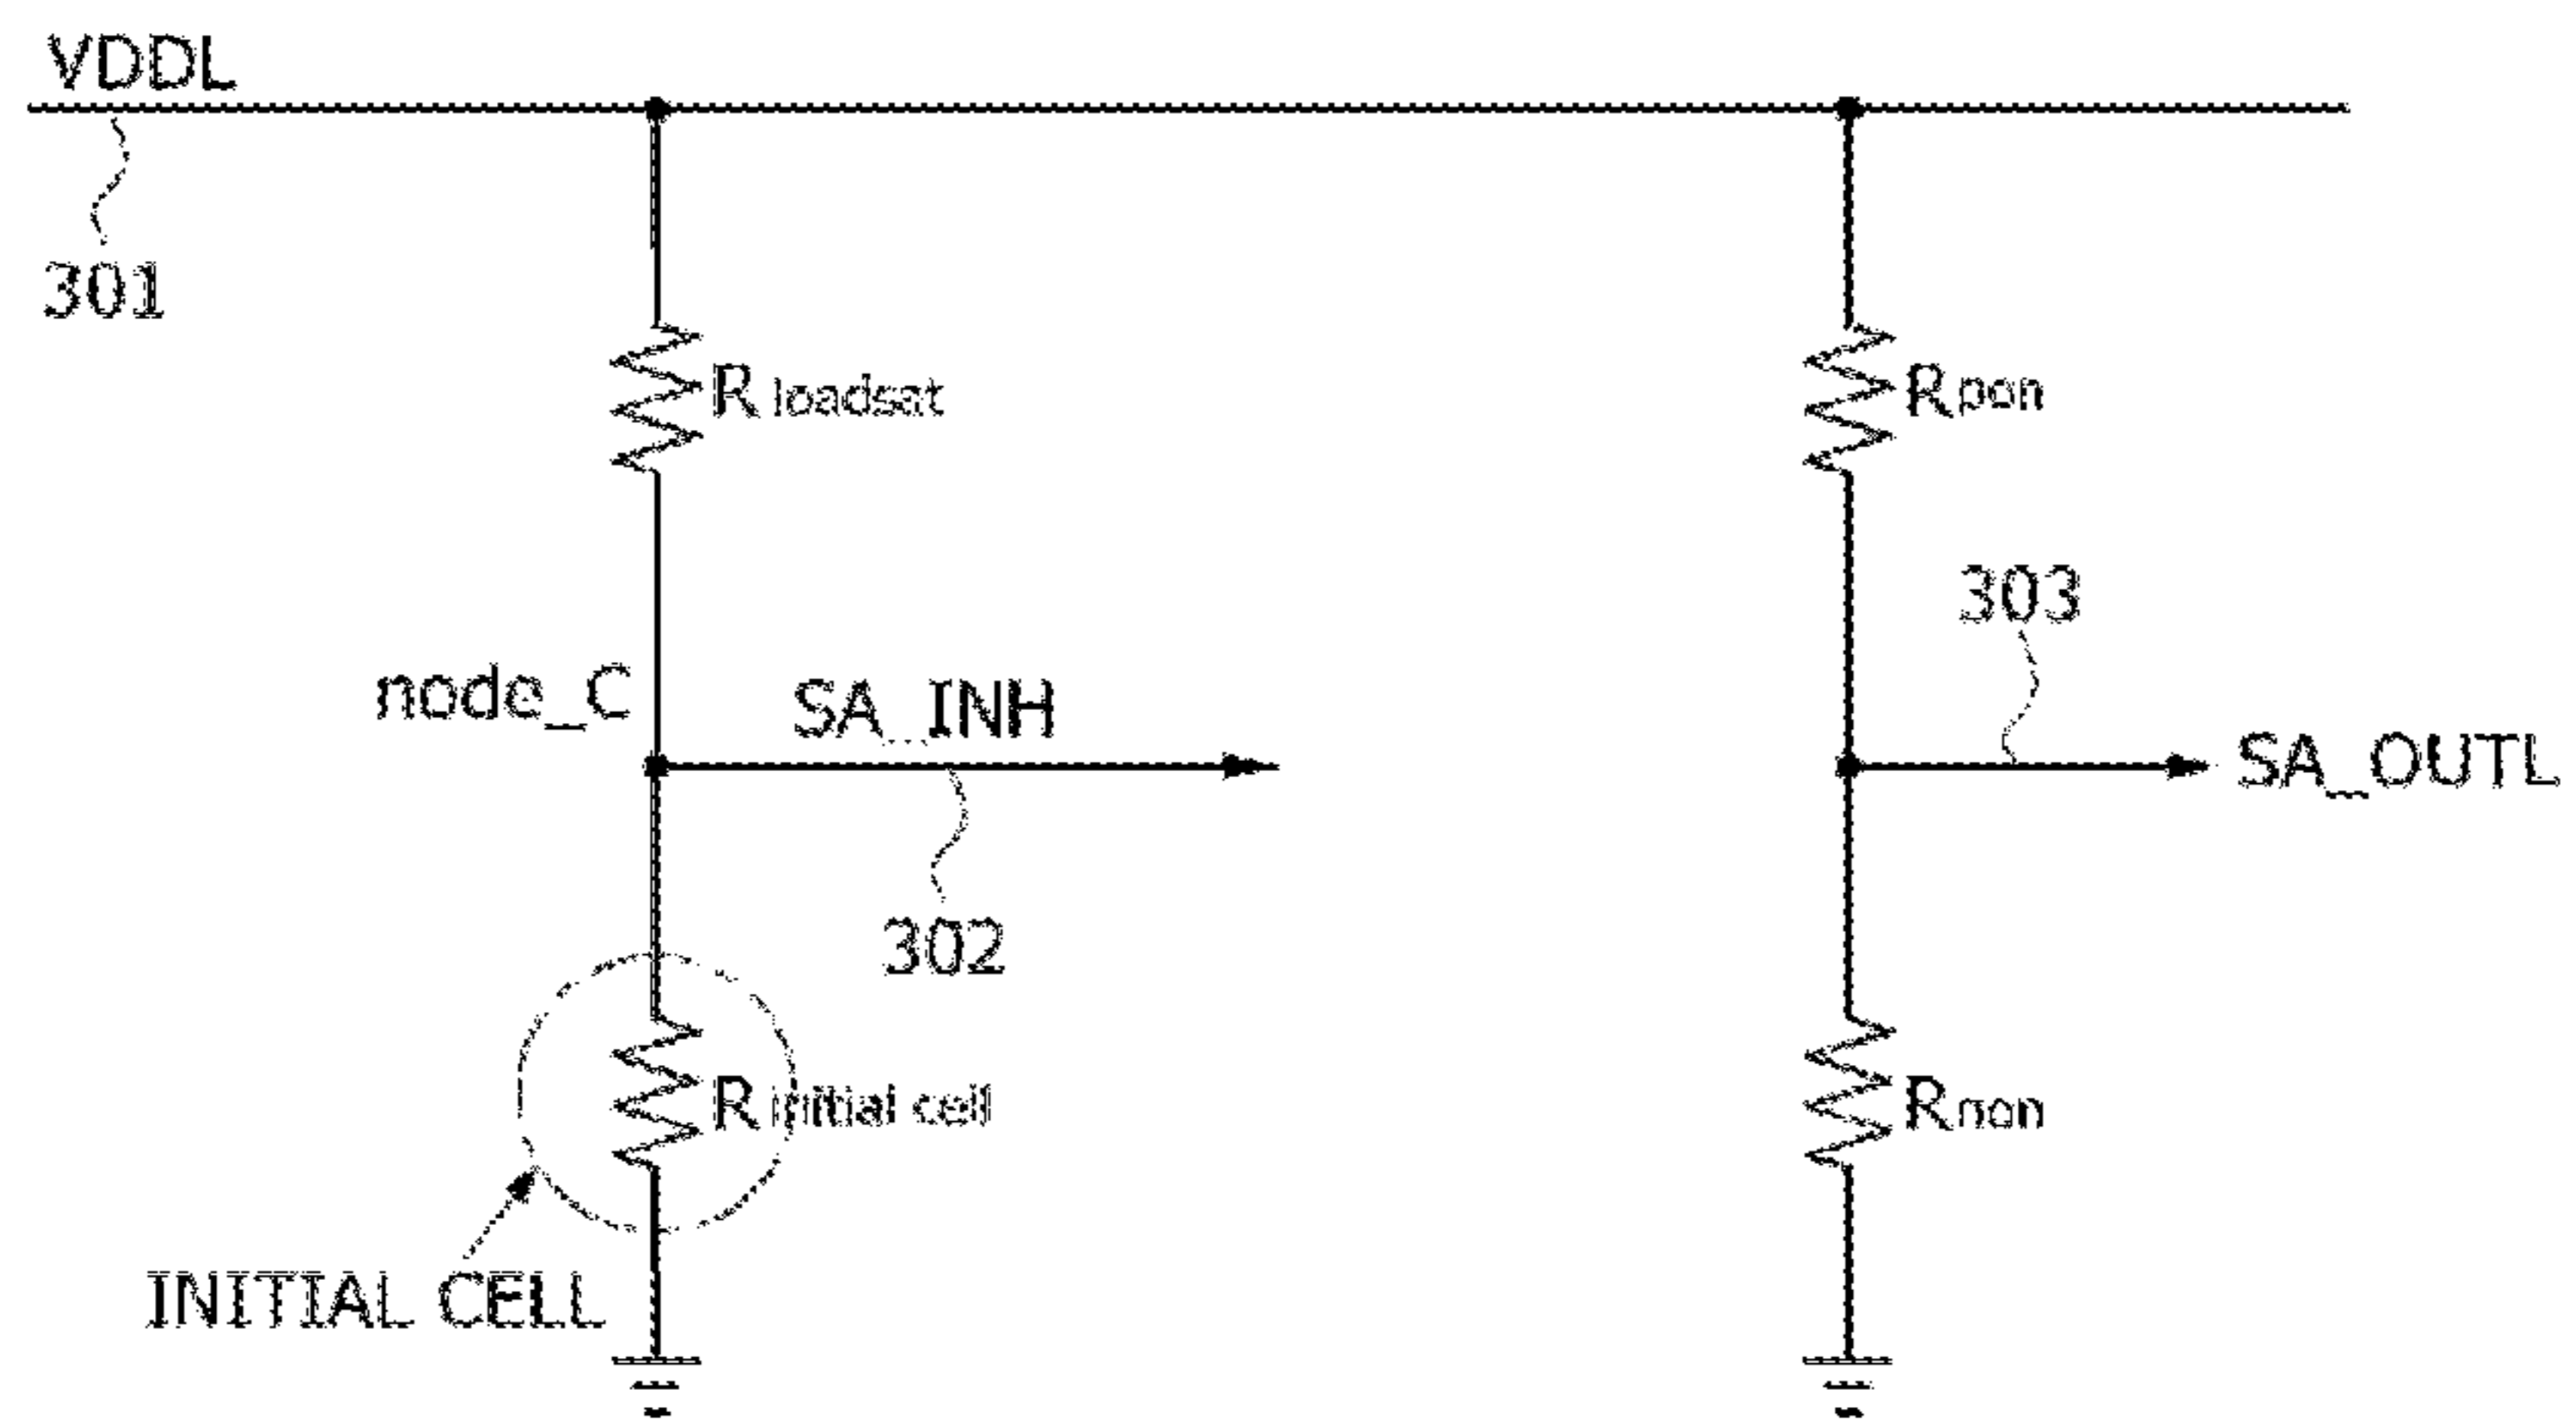 VDDL
301
R loadsat
Rpon
303
node_C
SA_INH
SA_OUTL
302
R initial cell
Rnon
INITIAL CELL